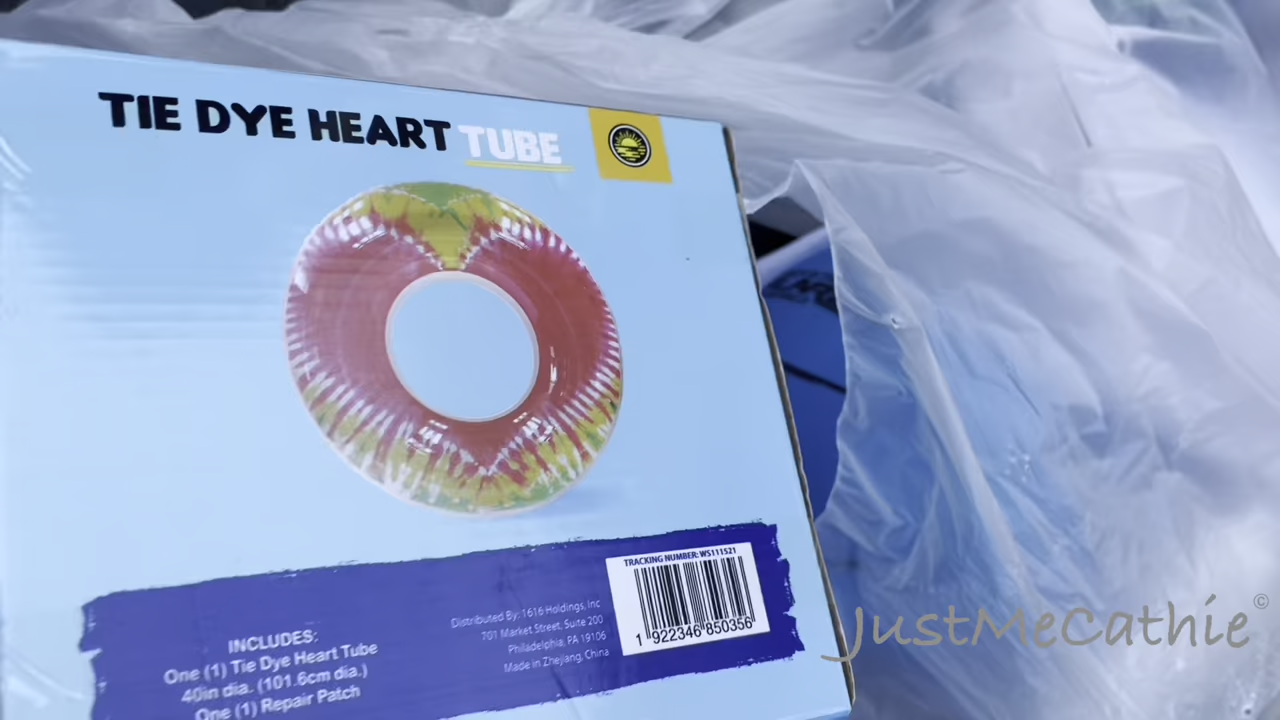 TIE DYE HEART TUBE
INCLUDES:
One (1) Tie Dye Heart Tube
40in dia. (101.6cm dia.)
One (1) Repair Patch
Distributed By: 1616 Holdings, Inc
701 Market Street, Suite 200
Philadelphia, PA 19106
Made in Zhejiang, China
TRACKING NUMBER: WS111521
1 922346 850356
JustMeCathie©